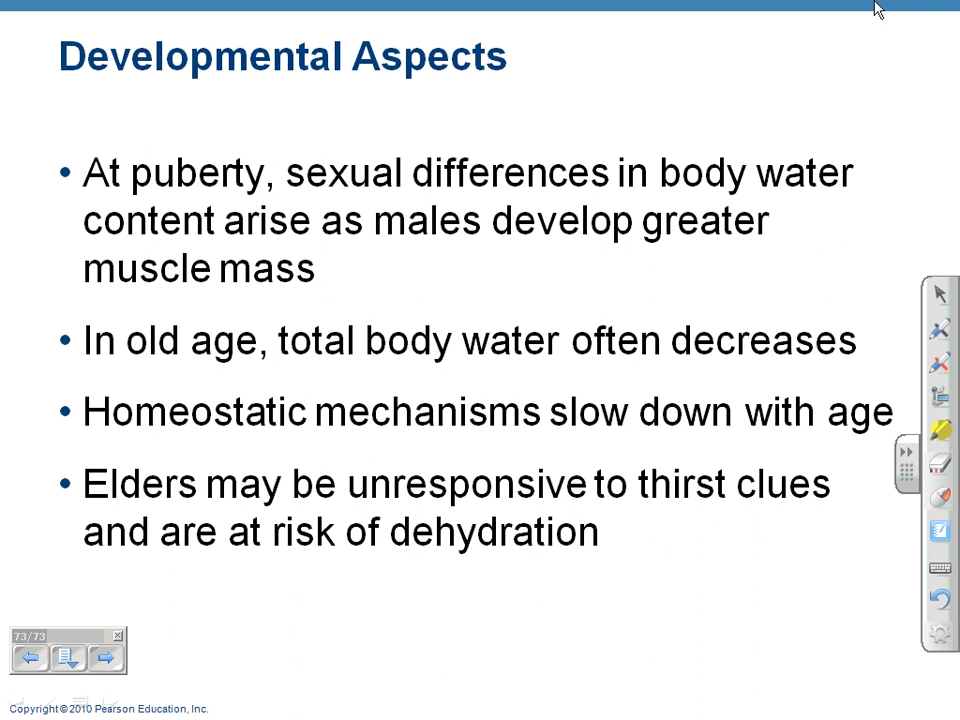 Developmental Aspects
• At puberty, sexual differences in body water
content arise as males develop greater
muscle mass
• In old age, total body water often decreases
• Homeostatic mechanisms slow down with age
• Elders may be unresponsive to thirst clues
and are at risk of dehydration
73/73
Copyright © 2010 Pearson Education, Inc.